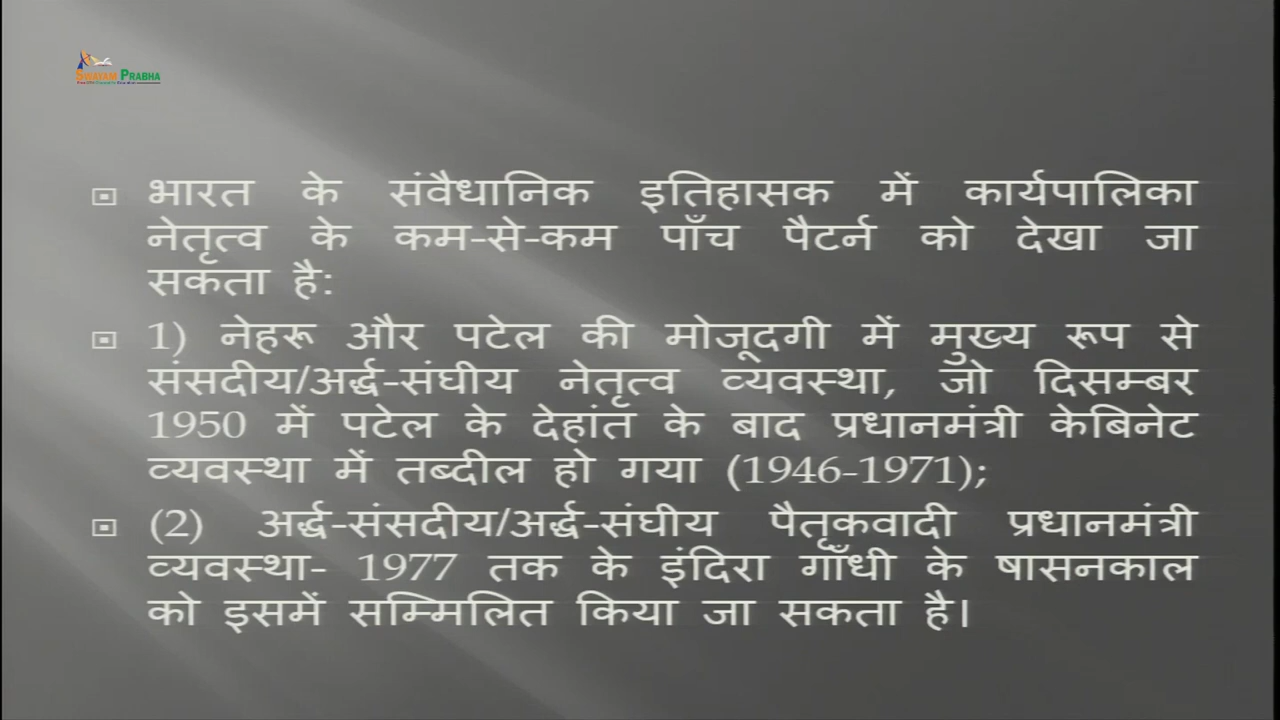 SWAYAM PRABHA
भारत के संवैधानिक इतिहासक में कार्यपालिका
नेतृत्व के कम-से-कम पाँच पैटर्न को देखा जा
सकता है:
1) नेहरू और पटेल की मोजूदगी में मुख्य रूप से
संसदीय/अर्द्ध-संघीय नेतृत्व व्यवस्था, जो दिसम्बर
1950 में पटेल के देहांत के बाद प्रधानमंत्री केबिनेट
व्यवस्था में तब्दील हो गया (1946-1971);
(2) अर्द्ध-संसदीय/अर्द्ध-संघीय पैतृकवादी प्रधानमंत्री
व्यवस्था- 1977 तक के इंदिरा गाँधी के षासनकाल
को इसमें सम्मिलित किया जा सकता है।